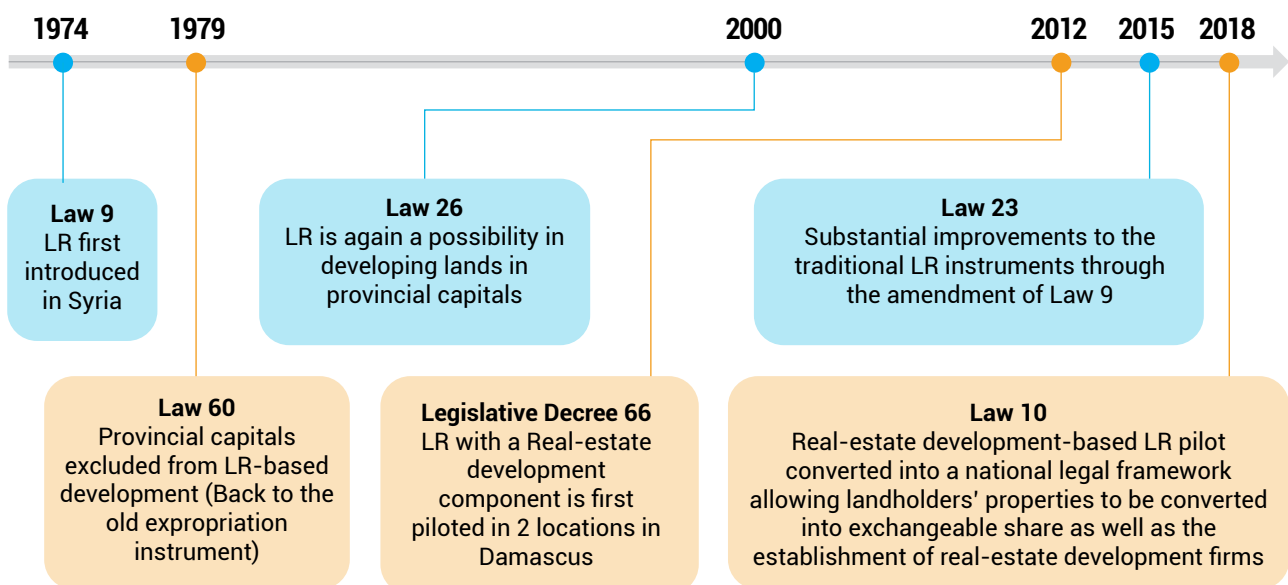 1974
1979
2000
2012
2015
2018
Law 9
LR first
introduced
in Syria
Law 26
LR is again a possibility in
developing lands in
provincial capitals
Law 23
Substantial improvements to the
traditional LR instruments through
the amendment of Law 9
Law 60
Provincial capitals
excluded from LR-based
development (Back to the
old expropriation
instrument)
Legislative Decree 66
LR with a Real-estate
development
component is first
piloted in 2 locations in
Damascus
Law 10
Real-estate development-based LR pilot
converted into a national legal framework
allowing landholders' properties to be converted
into exchangeable share as well as the
establishment of real-estate development firms